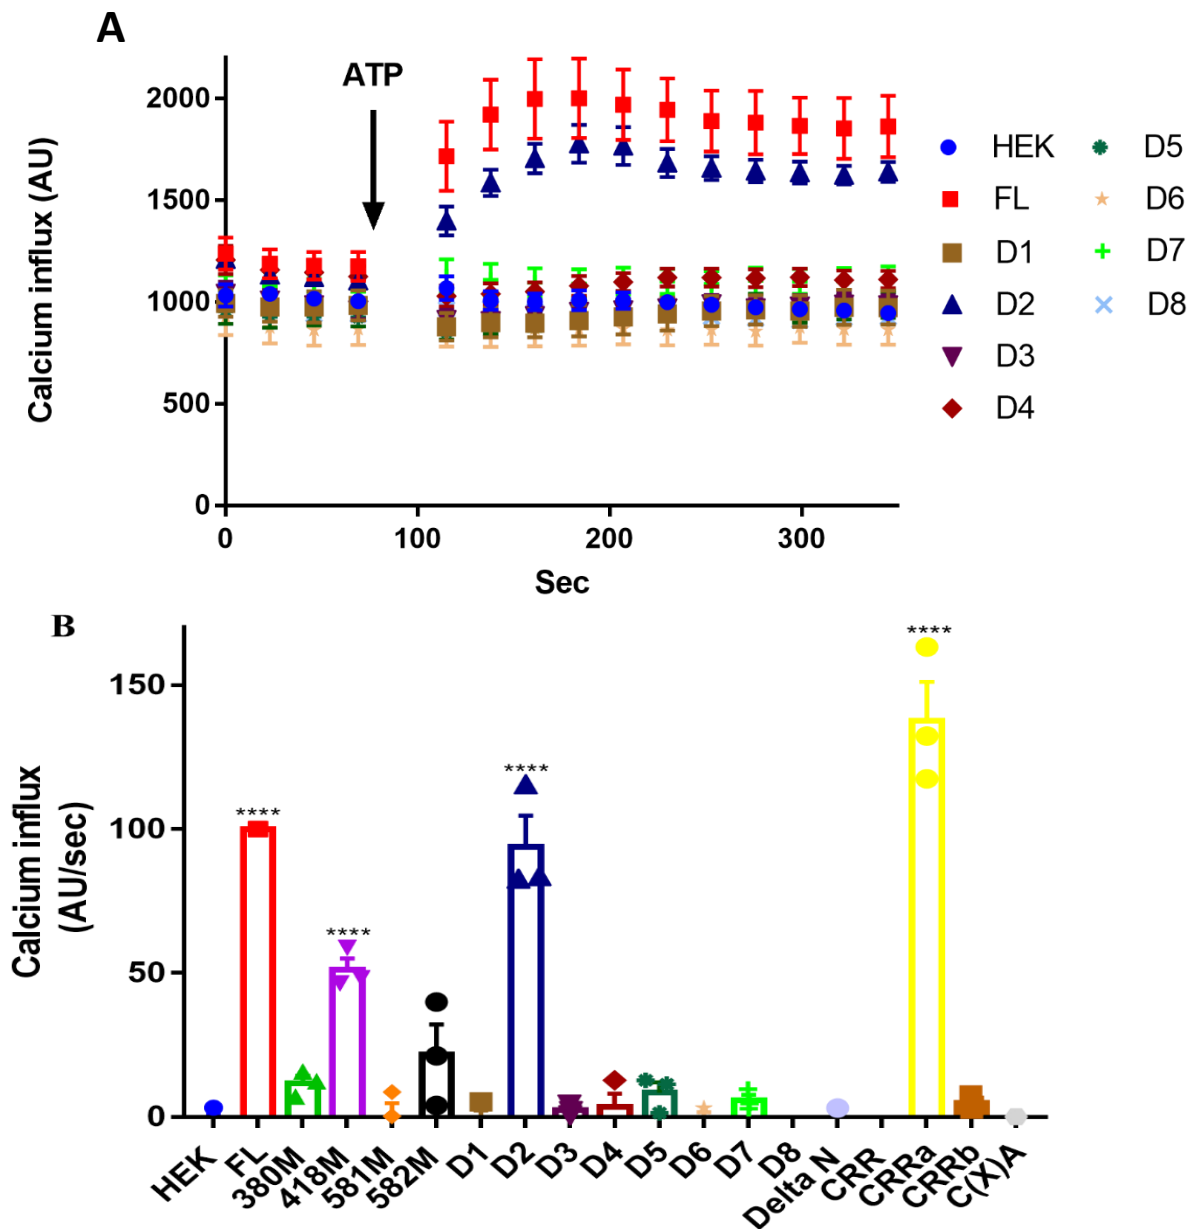 A
ATP
Calcium influx (AU)
2000
1500
1000
500
0
0 100 200 300
Sec
HEK D5
FL D6
D1 D7
D2 D8
D3
D4
B
Calcium influx
(AU/sec)
150
100
50
0
****
****
****
****
HEK
FL
380M
418M
581M
582M
D1
D2
D3
D4
D5
D6
D7
D8
Delta N
CRR
CRRa
CRRb
C(X)A